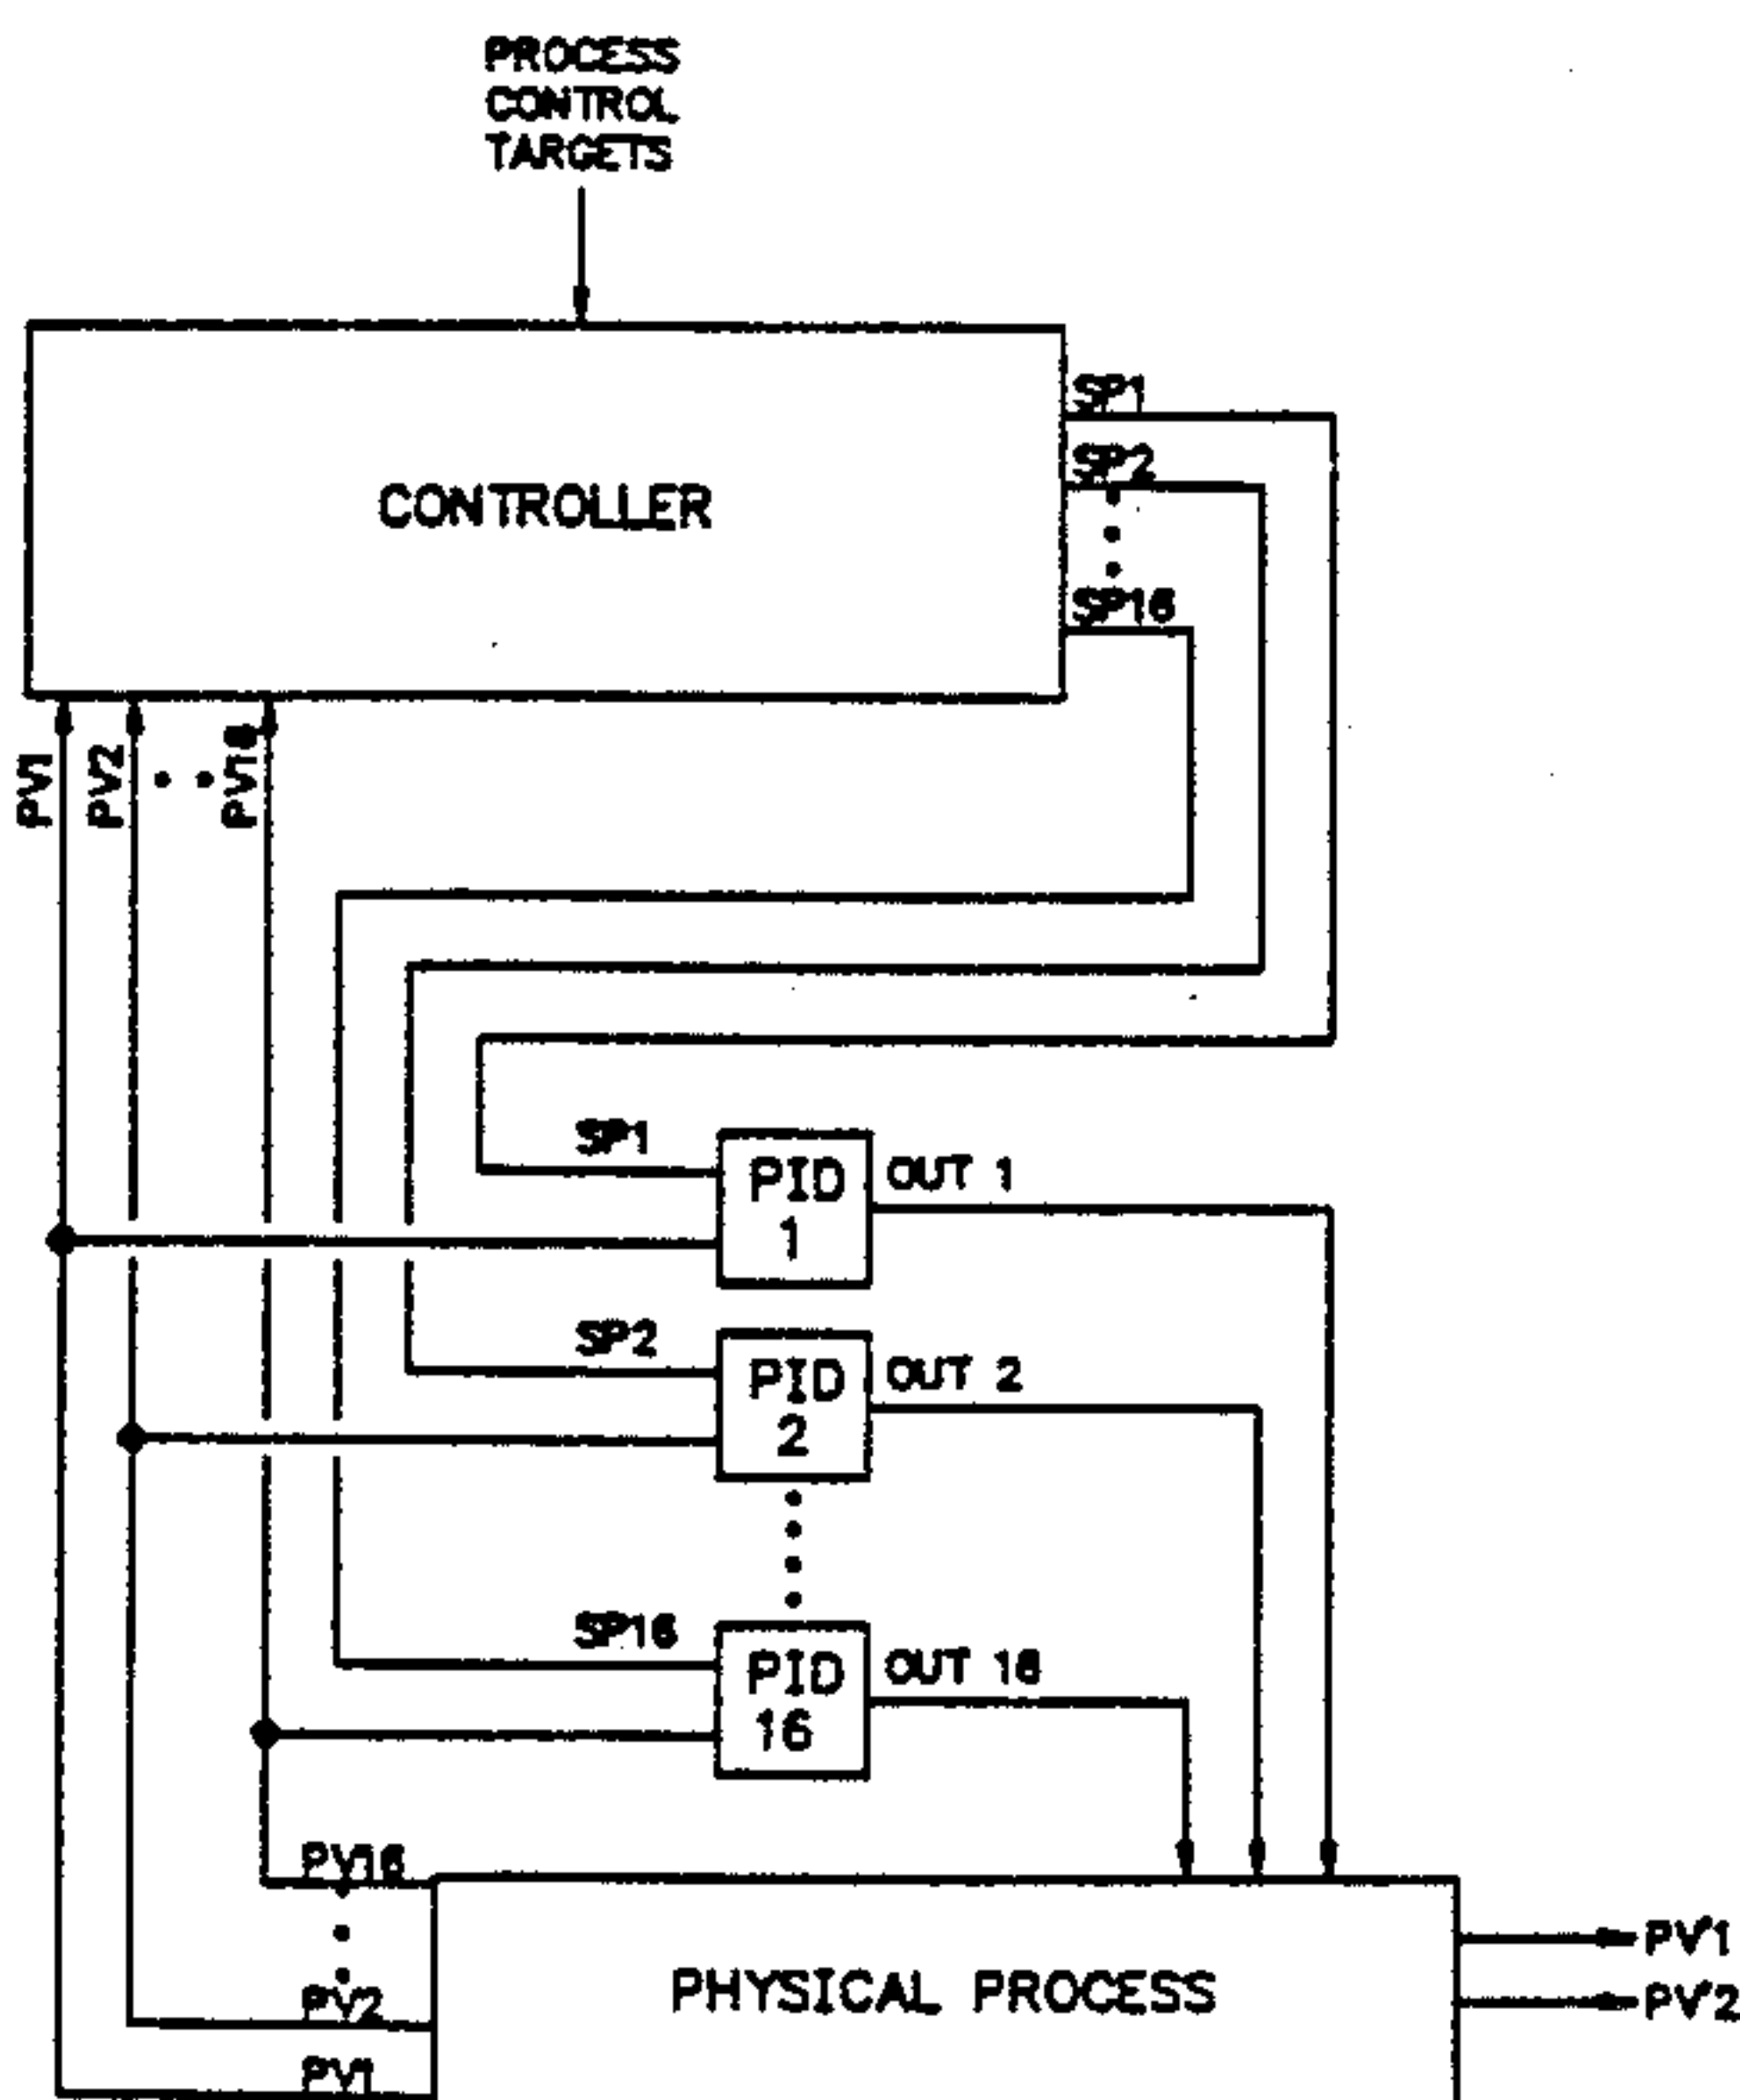 PROCESS
CONTROL
TARGETS
CONTROLLER
SP1
SP2
SP16
PV1
PV2
PV16
SP1
PID
1
OUT 1
SP2
PID
2
OUT 2
SP16
PID
16
OUT 16
PV16
PV2
PV1
PHYSICAL PROCESS
PV'1
PV'2